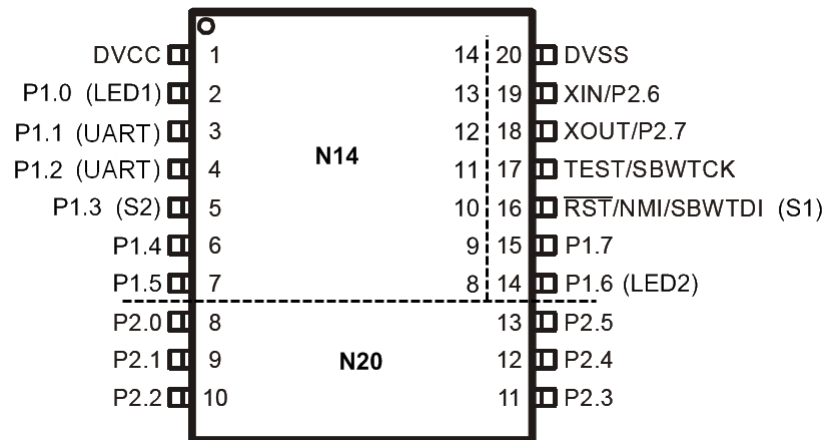 DVCC 1 14 20 DVSS
P1.0 (LED1) 2 13 19 XIN/P2.6
P1.1 (UART) 3 12 18 XOUT/P2.7
N14
P1.2 (UART) 4 11 17 TEST/SBWTCK
P1.3 (S2) 5 10 16 RST/NMI/SBWTDI (S1)
P1.4 6 9 15 P1.7
P1.5 7 8 14 P1.6 (LED2)
P2.0 8 13 P2.5
P2.1 9 N20 12 P2.4
P2.2 10 11 P2.3